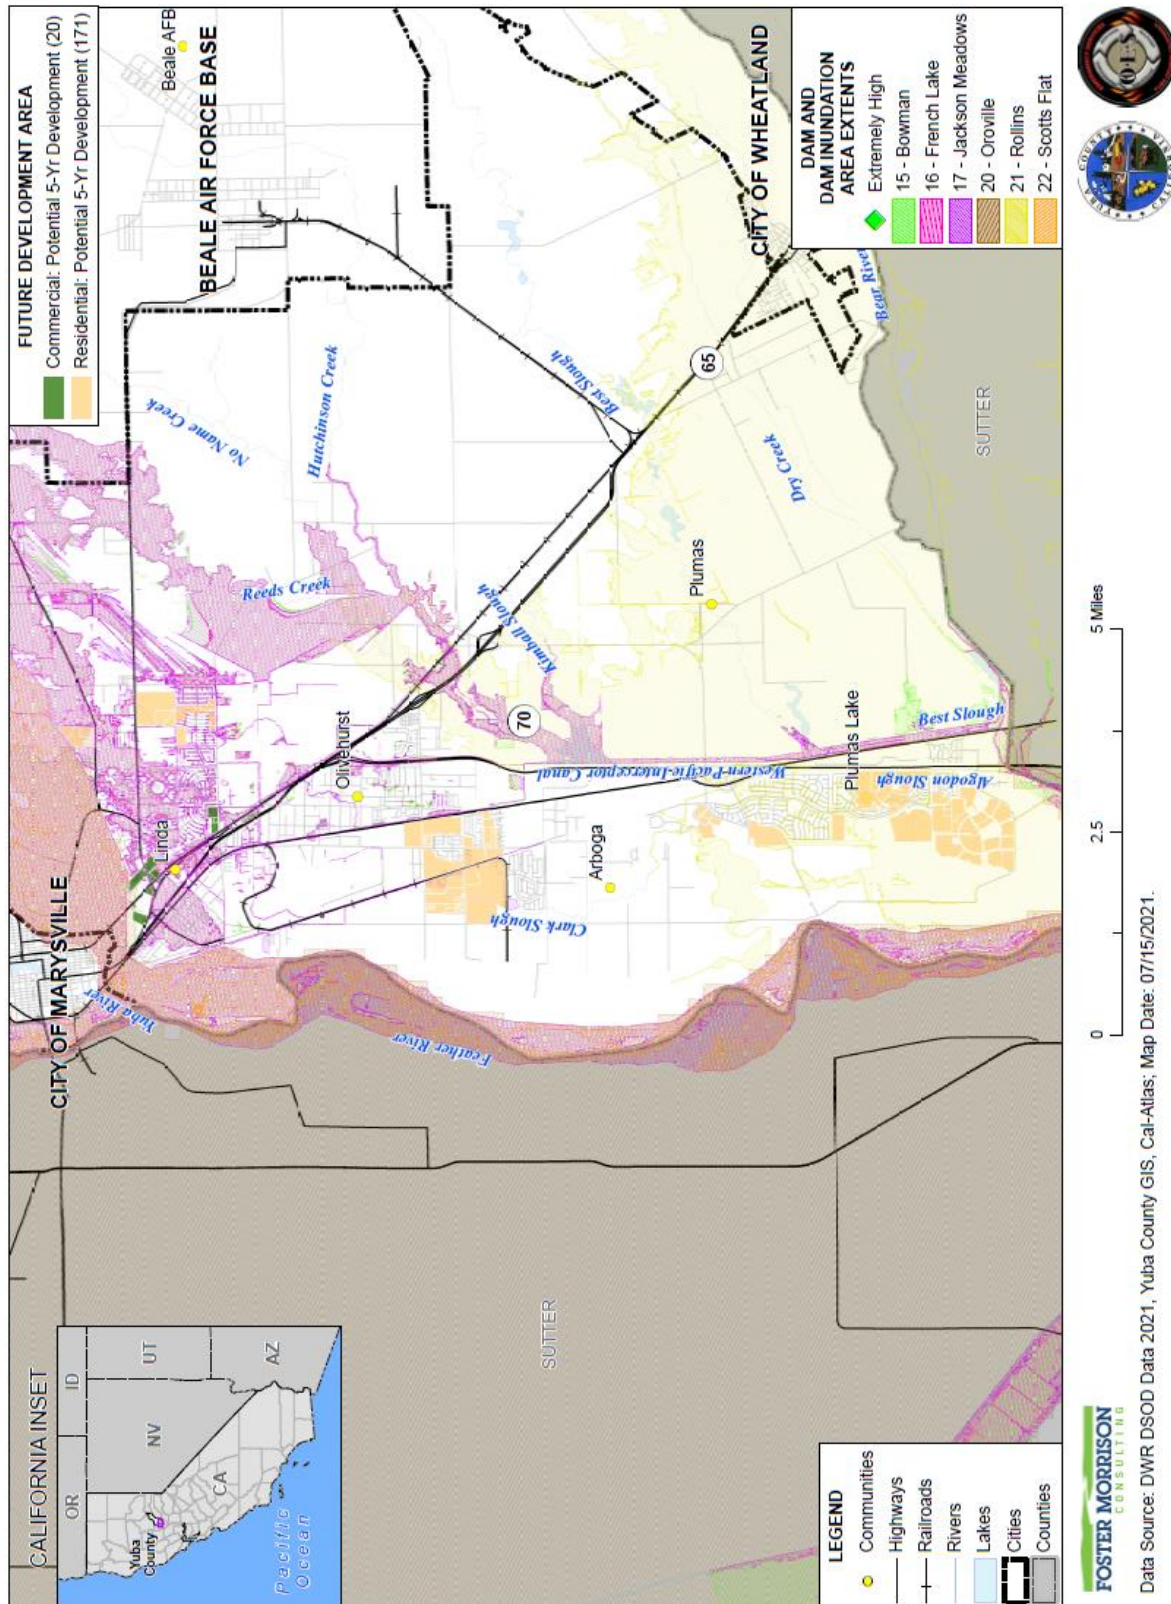 CALIFORNIA INSET
OR
ID
NV
UT
CA
AZ
Yuba
County
Pacific
Ocean
FUTURE DEVELOPMENT AREA
Commercial: Potential 5-Yr Development (20)
Residential: Potential 5-Yr Development (171)
CITY OF MARYSVILLE
Yuba River
Linda
No Name Creek
BEALE AIR FORCE BASE
Beale AFB
Hutchinson Creek
Reeds Creek
Olivehurst
Feather River
Clark Slough
70
Kimball Slough
Best Slough
Arboga
Western-Pacific-Interceptor Canal
Plumas
65
Dry Creek
CITY OF WHEATLAND
Bear River
Plumas Lake
Algodon Slough
Best Slough
SUTTER
SUTTER
LEGEND
Communities
Highways
Railroads
Rivers
Lakes
Cities
Counties
DAM AND
DAM INUNDATION
AREA EXTENTS
Extremely High
15 - Bowman
16 - French Lake
17 - Jackson Meadows
20 - Oroville
21 - Rollins
22 - Scotts Flat
0
2.5
5 Miles
FOSTER MORRISON
CONSULTING
Data Source: DWR DSOD Data 2021, Yuba County GIS, Cal-Atlas; Map Date: 07/15/2021.
YUBA COUNTY